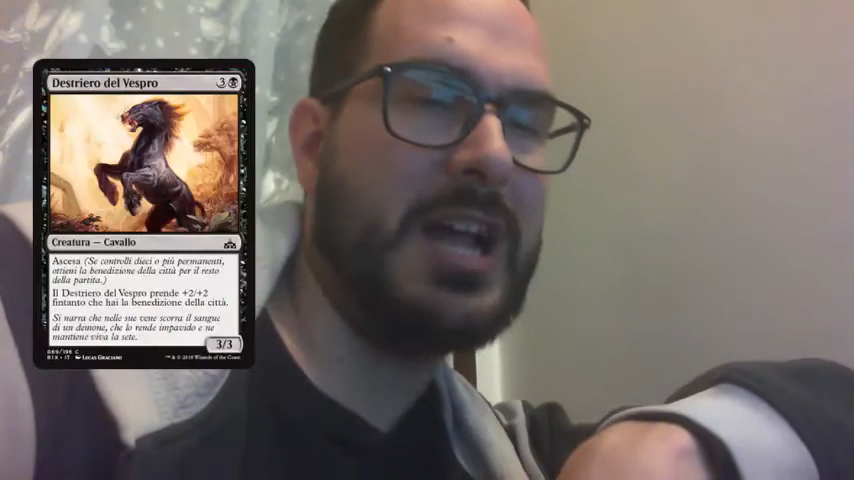 Destriero del Vespro 3
Creatura — Cavallo
Ascesa (Se controlli dieci o più permanenti,
ottieni la benedizione della città per il resto
della partita.)
Il Destriero del Vespro prende +2/+2
fintanto che hai la benedizione della città.
Si narra che nelle sue vene scorra il sangue
di un demone, che lo rende impavido e ne
mantiene viva la sete.
3/3
069/196 C
RIX • IT Lucas Graciano
™ & © 2018 Wizards of the Coast